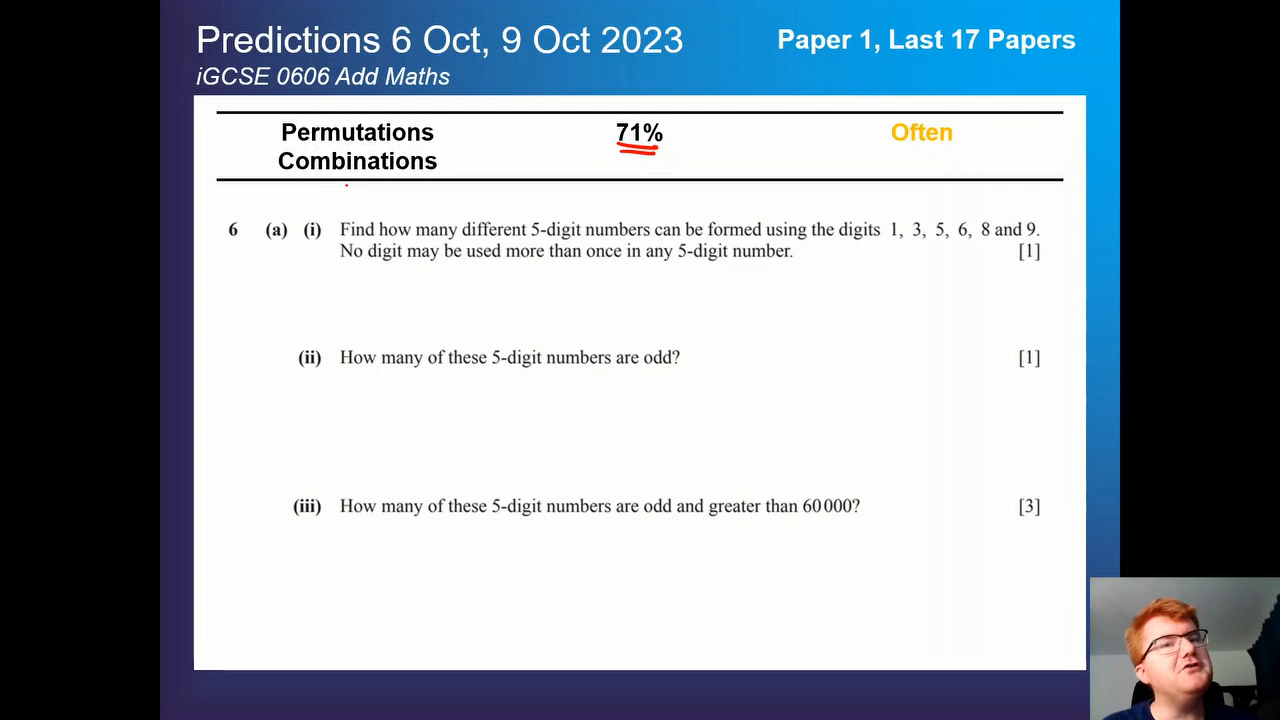 Predictions 6 Oct, 9 Oct 2023
Paper 1, Last 17 Papers
iGCSE 0606 Add Maths
Permutations 71% Often
Combinations
6 (a) (i) Find how many different 5-digit numbers can be formed using the digits 1, 3, 5, 6, 8 and 9.
No digit may be used more than once in any 5-digit number. [1]
(ii) How many of these 5-digit numbers are odd? [1]
(iii) How many of these 5-digit numbers are odd and greater than 60000? [3]